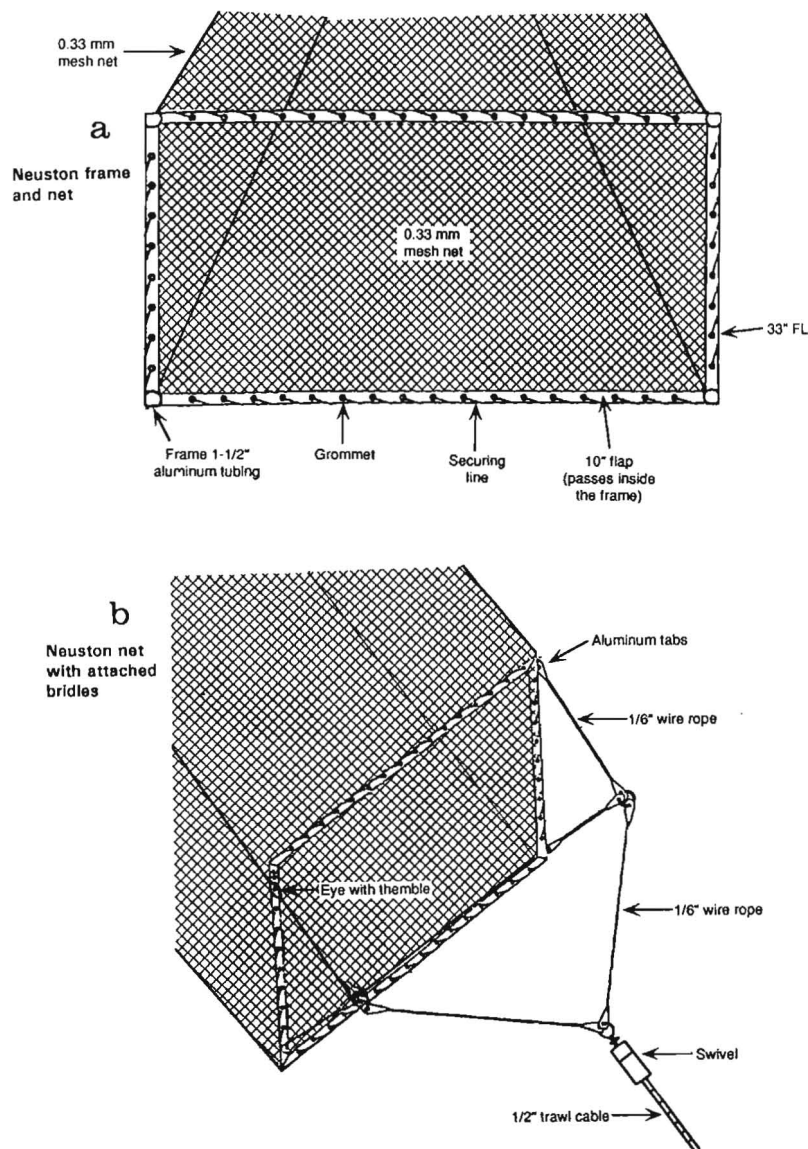 0.33 mm
mesh net
a
Neuston frame
and net
0.33 mm
mesh net
33" FL
Frame 1-1/2"
aluminum tubing
Grommet
Securing
line
10" flap
(passes inside
the frame)
b
Neuston net
with attached
bridles
Aluminum tabs
1/6" wire rope
Eye with themble
1/6" wire rope
Swivel
1/2" trawl cable